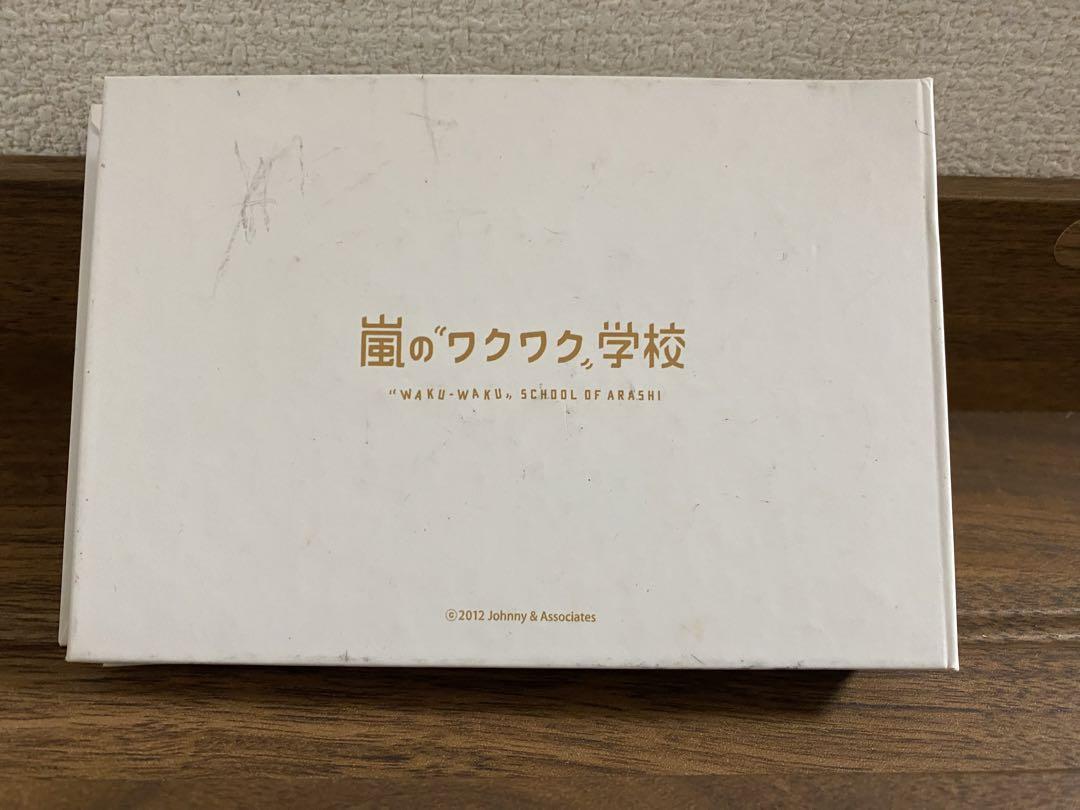 嵐の“ワクワク”学校
“WAKU-WAKU” SCHOOL OF ARASHI
©2012 Johnny & Associates